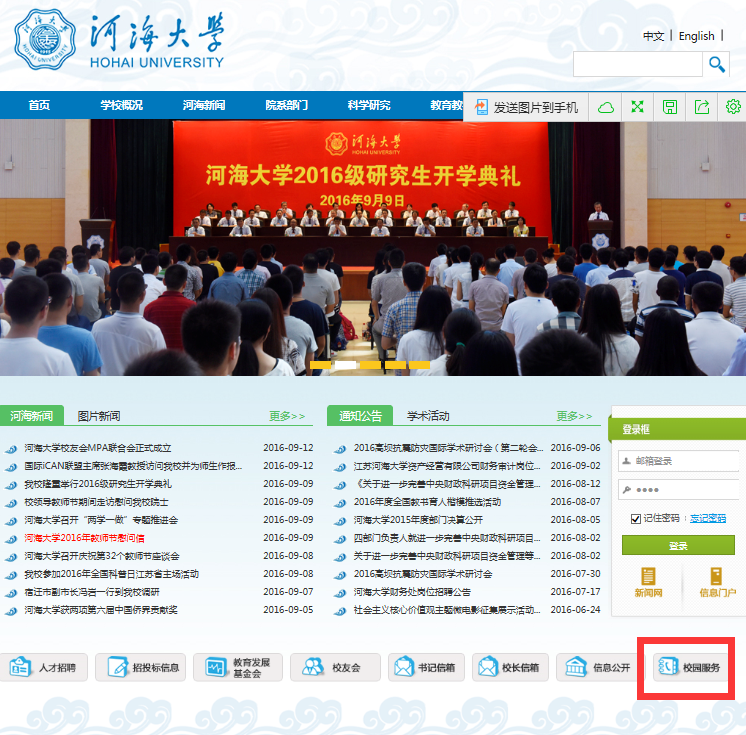 河海大学
HOHAI UNIVERSITY
中文 | English |
首页 学校概况 河海新闻 院系部门 科学研究 教育教
发送图片到手机
河海大学
HOHAI UNIVERSITY
河海大学2016级研究生开学典礼
2016年9月9日
河海新闻 图片新闻 更多>>
河海大学校友会MPA联合会正式成立 2016-09-12
国际iCAN联盟主席张海霞教授访问我校并为师生作报... 2016-09-12
我校隆重举行2016级研究生开学典礼 2016-09-09
校领导教师节期间走访慰问我校院士 2016-09-09
河海大学召开“两学一做”专题推进会 2016-09-09
河海大学2016年教师节慰问信 2016-09-09
河海大学召开庆祝第32个教师节座谈会 2016-09-08
我校参加2016年全国科普日江苏省主场活动 2016-09-08
宿迁市副市长冯岩一行到我校调研 2016-09-07
河海大学获两项第六届中国侨界贡献奖 2016-09-05
通知公告 学术活动 更多>>
2016高坝抗震防灾国际学术研讨会（第二轮会... 2016-09-06
江苏河海大学资产经营有限公司财务审计岗位... 2016-09-02
《关于进一步完善中央财政科研项目资金管理... 2016-08-12
2016年度全国教书育人楷模推选活动 2016-08-07
河海大学2015年度部门决算公开 2016-08-05
四部门负责人就进一步完善中央财政科研项目... 2016-08-02
关于进一步完善中央财政科研项目资金管理等... 2016-08-02
2016高坝抗震防灾国际学术研讨会 2016-07-30
河海大学财务处岗位招聘公告 2016-07-17
社会主义核心价值观主题微电影征集展示活动... 2016-06-24
登录框
邮箱登录
●●●●
记住密码 : 忘记密码
登录
新闻网 信息门户
人才招聘
招投标信息
教育发展
基金会
校友会
书记信箱
校长信箱
信息公开
校园服务